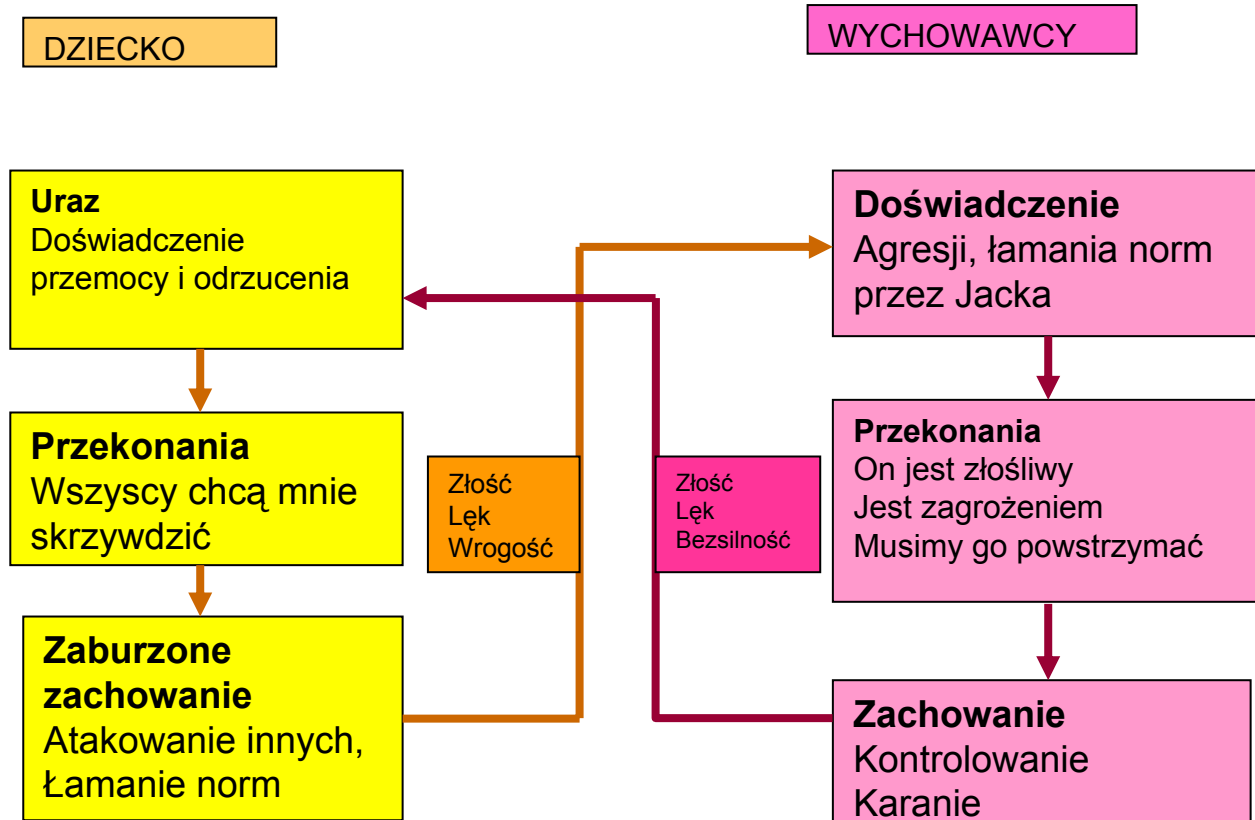 DZIECKO
WYCHOWAWCY
Uraz
Doświadczenie
przemocy i odrzucenia
Przekonania
Wszyscy chcą mnie
skrzywdzić
Zaburzone
zachowanie
Atakowanie innych,
Łamanie norm
Złość
Lęk
Wrogość
Złość
Lęk
Bezsilność
Doświadczenie
Agresji, łamania norm
przez Jacka
Przekonania
On jest złośliwy
Jest zagrożeniem
Musimy go powstrzymać
Zachowanie
Kontrolowanie
Karanie